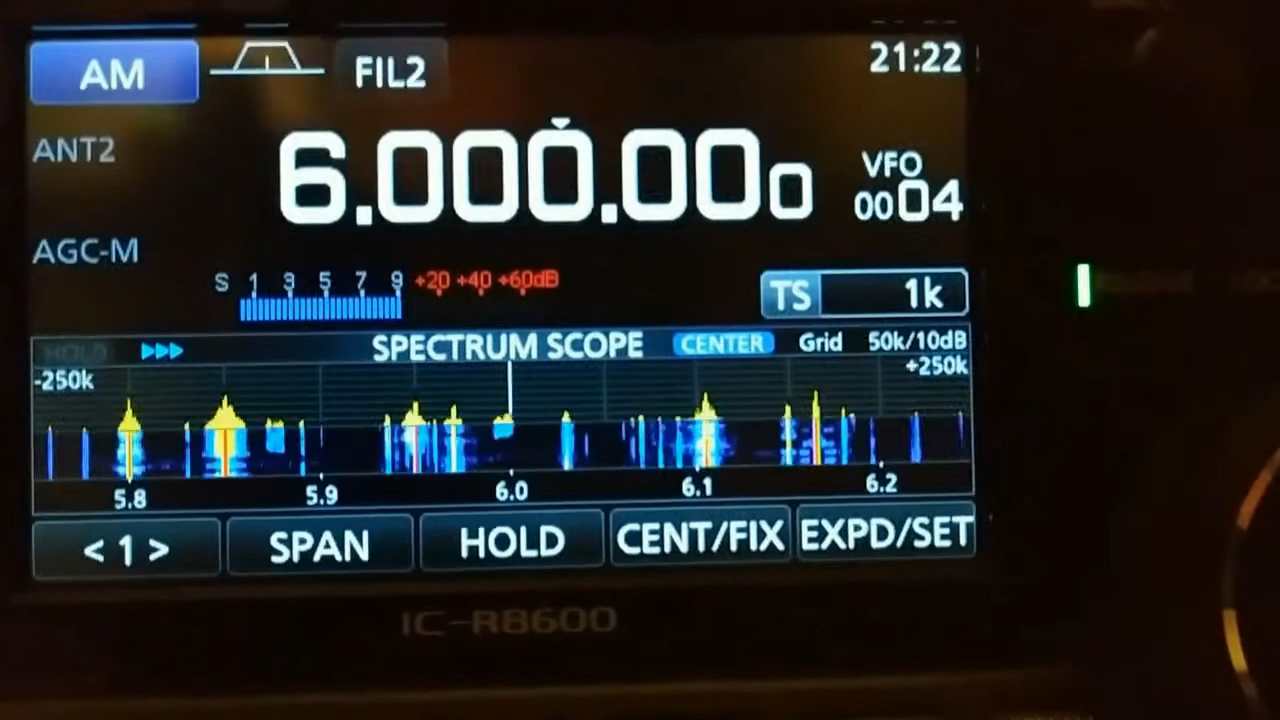 AM FIL2 21:22
ANT2 6.000.000 VFO
0004
AGC-M
S 1 3 5 7 9 +20 +40 +60dB
TS 1k
HOLD SPECTRUM SCOPE CENTER Grid 50k/10dB
-250k +250k
5.8 5.9 6.0 6.1 6.2
< 1 > SPAN HOLD CENT/FIX EXPD/SET
IC-R8600